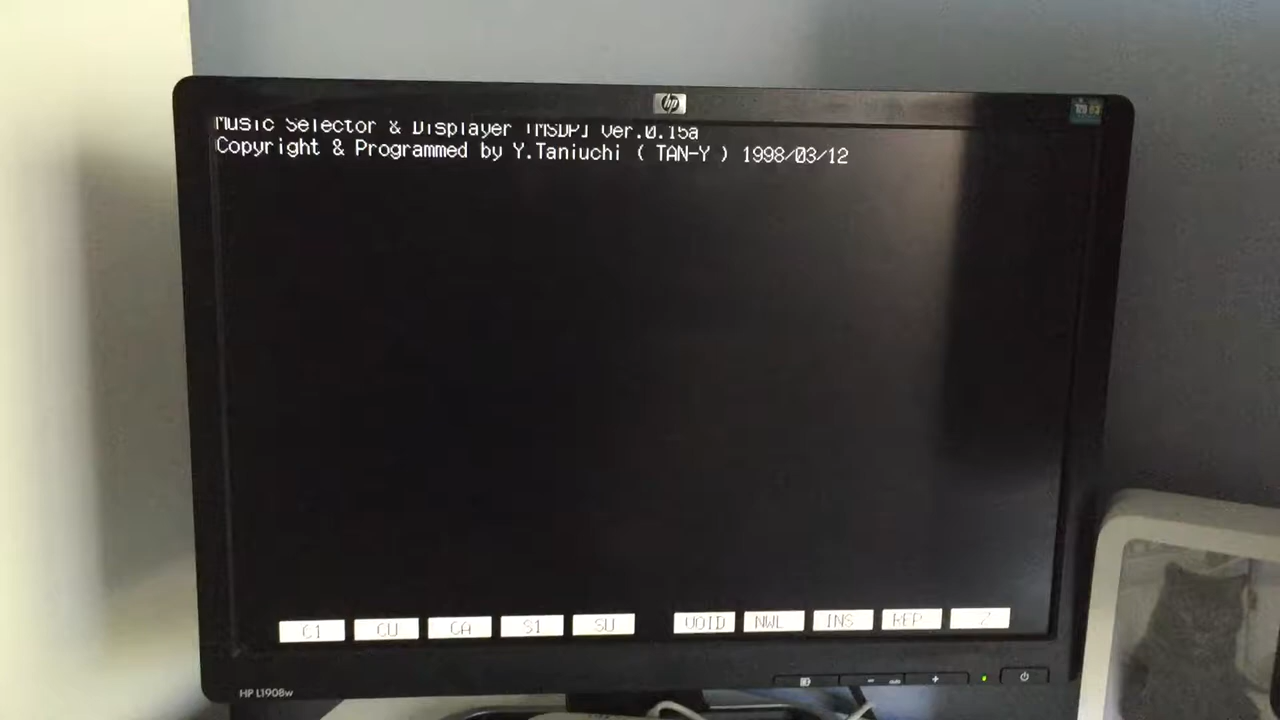 hp
Music Selector & Displayer [MSDP] Ver.0.15a
Copyright & Programmed by Y.Taniuchi ( TAN-Y ) 1998/03/12
C1 CU CA S1 SU VOID NWL INS REP Z
HP L1908w